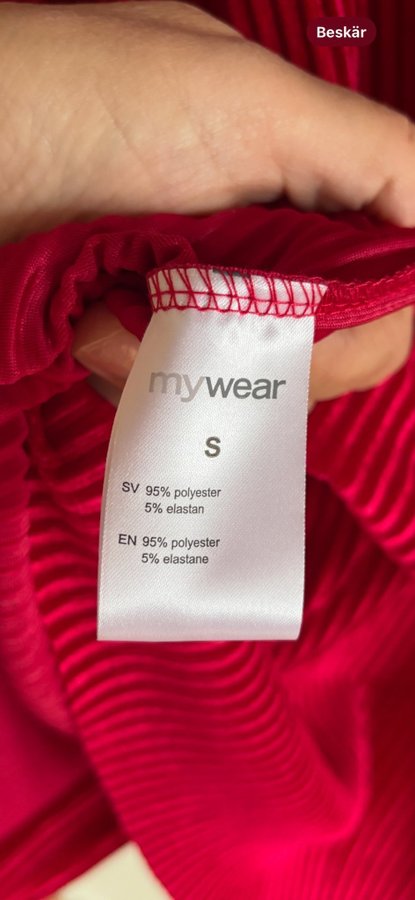 Beskär
mywear
S
SV 95% polyester
5% elastan
EN 95% polyester
5% elastane